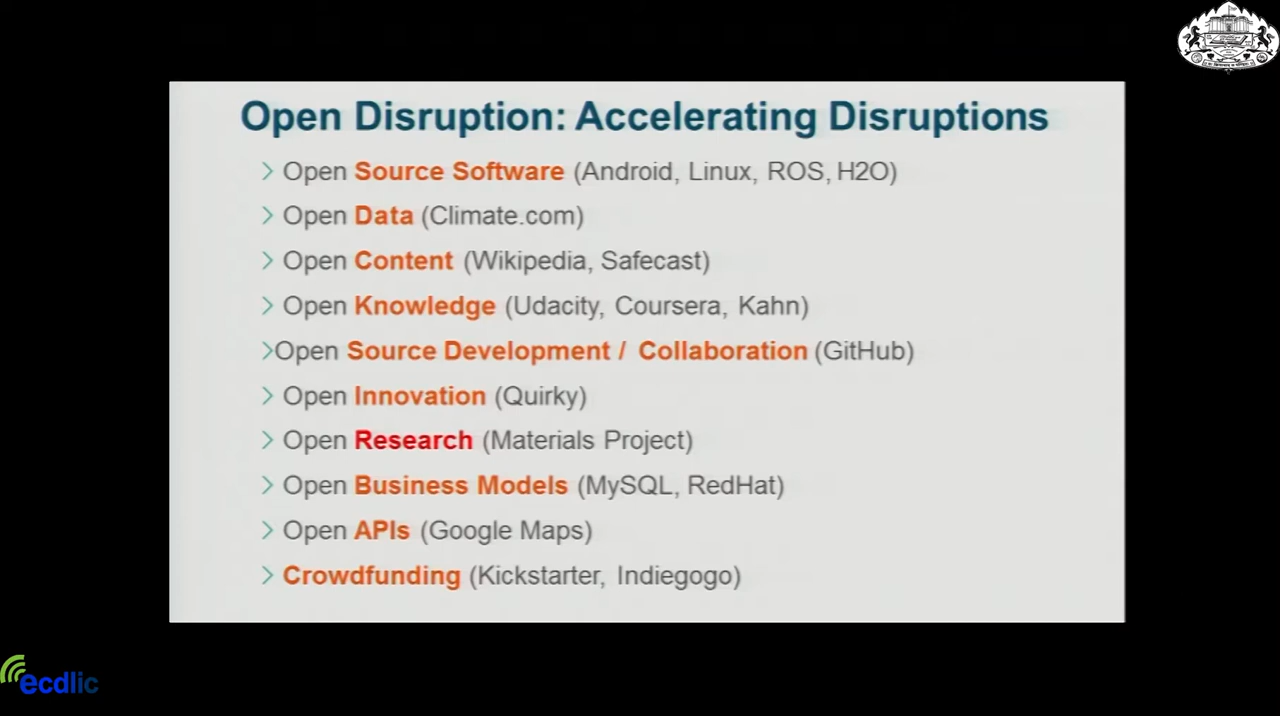 Open Disruption: Accelerating Disruptions
> Open Source Software (Android, Linux, ROS, H2O)
> Open Data (Climate.com)
> Open Content (Wikipedia, Safecast)
> Open Knowledge (Udacity, Coursera, Kahn)
>Open Source Development / Collaboration (GitHub)
> Open Innovation (Quirky)
> Open Research (Materials Project)
> Open Business Models (MySQL, RedHat)
> Open APIs (Google Maps)
> Crowdfunding (Kickstarter, Indiegogo)
ecdlic